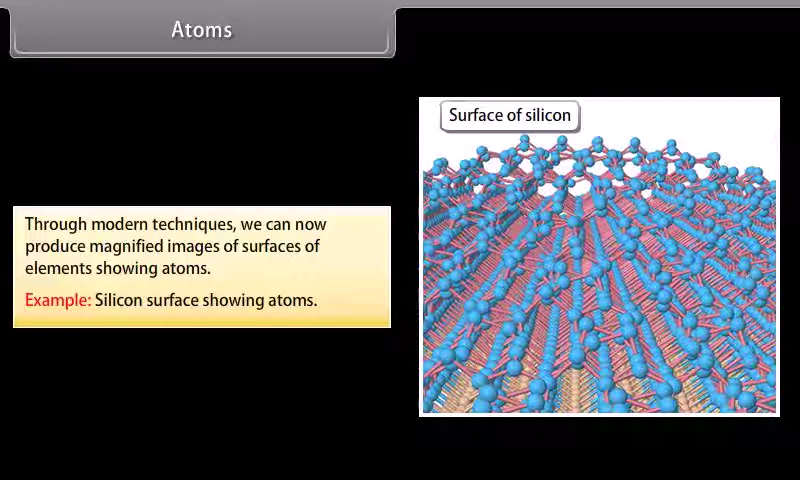 Atoms
Surface of silicon
Through modern techniques, we can now
produce magnified images of surfaces of
elements showing atoms.
Example: Silicon surface showing atoms.